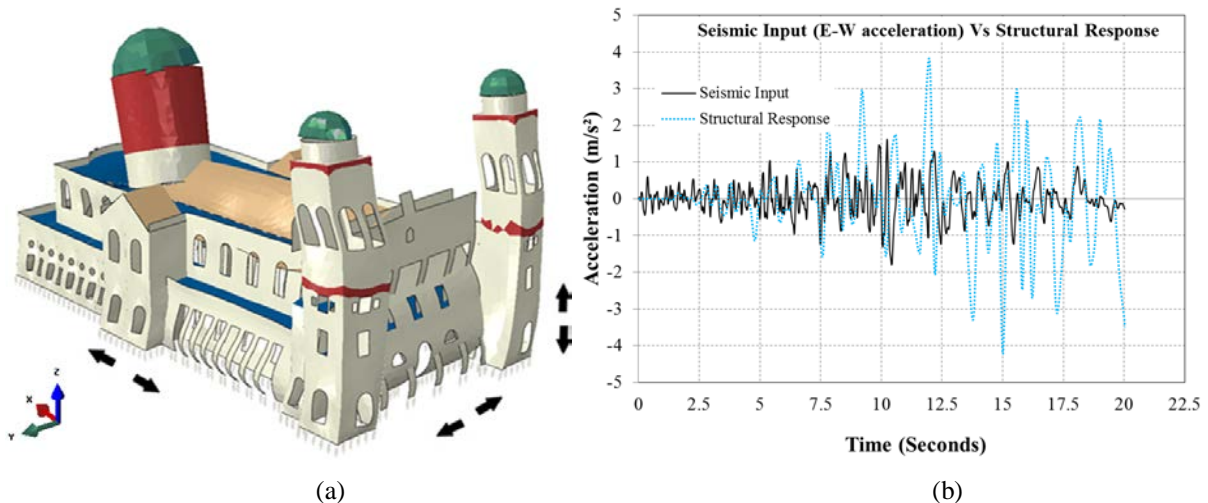 Z
X
Y
(a)
Seismic Input (E-W acceleration) Vs Structural Response
Seismic Input
Structural Response
Acceleration (m/s²)
5
4
3
2
1
0
-1
-2
-3
-4
-5
0 2.5 5 7.5 10 12.5 15 17.5 20 22.5
Time (Seconds)
(b)